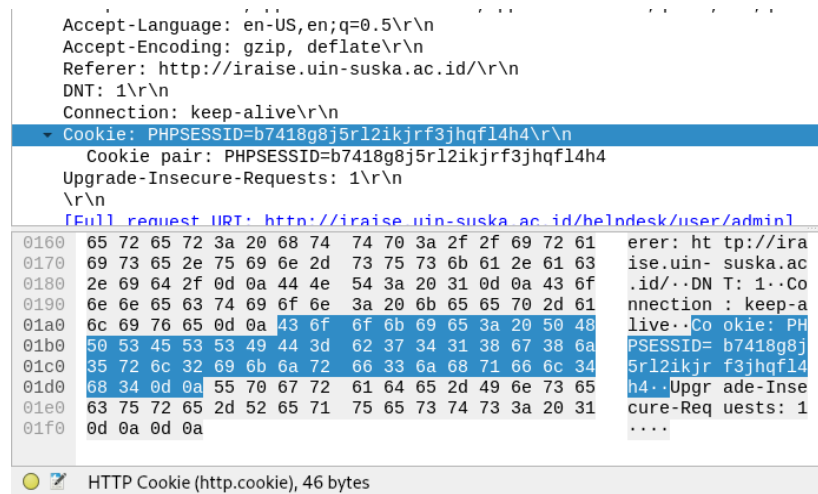 Accept-Language: en-US,en;q=0.5\r\n
Accept-Encoding: gzip, deflate\r\n
Referer: http://iraise.uin-suska.ac.id/\r\n
DNT: 1\r\n
Connection: keep-alive\r\n
Cookie: PHPSESSID=b7418g8j5rl2ikjrf3jhqfl4h4\r\n
Cookie pair: PHPSESSID=b7418g8j5rl2ikjrf3jhqfl4h4
Upgrade-Insecure-Requests: 1\r\n
\r\n
[Full request URI: http://iraise.uin-suska.ac.id/helpdesk/user/admin]
0160 65 72 65 72 3a 20 68 74 74 70 3a 2f 2f 69 72 61 erer: ht tp://ira
0170 69 73 65 2e 75 69 6e 2d 73 75 73 6b 61 2e 61 63 ise.uin- suska.ac
0180 2e 69 64 2f 0d 0a 44 4e 54 3a 20 31 0d 0a 43 6f .id/··DN T: 1··Co
0190 6e 6e 65 63 74 69 6f 6e 3a 20 6b 65 65 70 2d 61 nnection : keep-a
01a0 6c 69 76 65 0d 0a 43 6f 6f 6b 69 65 3a 20 50 48 live··Co okie: PH
01b0 50 53 45 53 53 49 44 3d 62 37 34 31 38 67 38 6a PSESSID= b7418g8j
01c0 35 72 6c 32 69 6b 6a 72 66 33 6a 68 71 66 6c 34 5rl2ikjr f3jhqfl4
01d0 68 34 0d 0a 55 70 67 72 61 64 65 2d 49 6e 73 65 h4··Upgr ade-Inse
01e0 63 75 72 65 2d 52 65 71 75 65 73 74 73 3a 20 31 cure-Req uests: 1
01f0 0d 0a 0d 0a ····
HTTP Cookie (http.cookie), 46 bytes